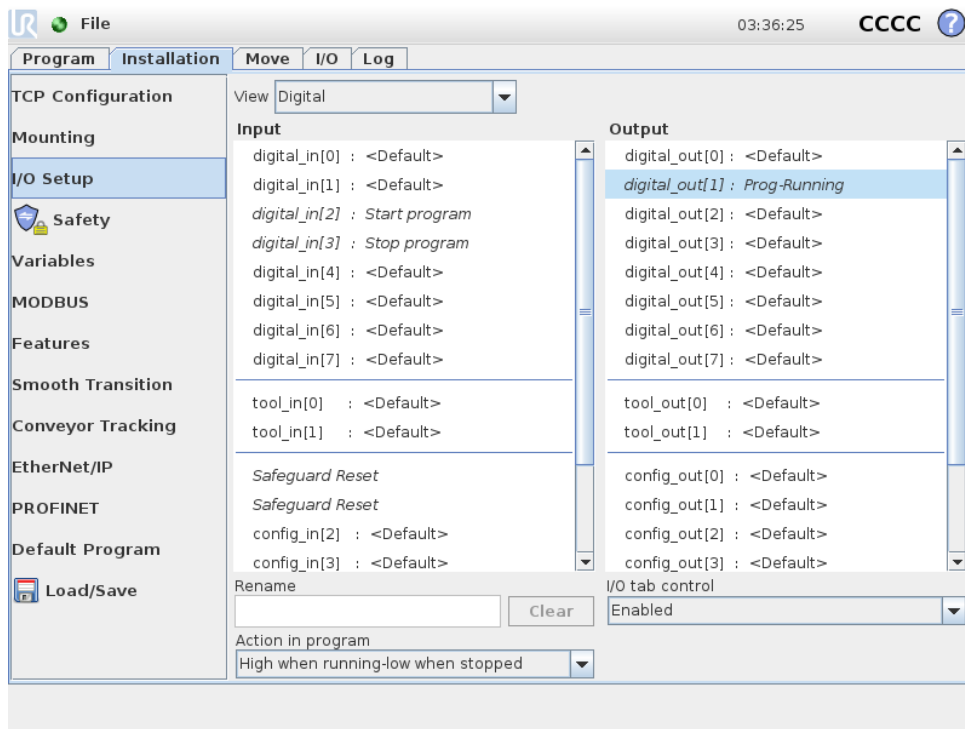 UR File 03:36:25 CCCC ?
Program Installation Move I/O Log
TCP Configuration
Mounting
I/O Setup
Safety
Variables
MODBUS
Features
Smooth Transition
Conveyor Tracking
EtherNet/IP
PROFINET
Default Program
Load/Save
View Digital
Input
digital_in[0] : <Default>
digital_in[1] : <Default>
digital_in[2] : Start program
digital_in[3] : Stop program
digital_in[4] : <Default>
digital_in[5] : <Default>
digital_in[6] : <Default>
digital_in[7] : <Default>
tool_in[0] : <Default>
tool_in[1] : <Default>
Safeguard Reset
Safeguard Reset
config_in[2] : <Default>
config_in[3] : <Default>
Output
digital_out[0] : <Default>
digital_out[1] : Prog-Running
digital_out[2] : <Default>
digital_out[3] : <Default>
digital_out[4] : <Default>
digital_out[5] : <Default>
digital_out[6] : <Default>
digital_out[7] : <Default>
tool_out[0] : <Default>
tool_out[1] : <Default>
config_out[0] : <Default>
config_out[1] : <Default>
config_out[2] : <Default>
config_out[3] : <Default>
Rename
Clear
Action in program
High when running-low when stopped
I/O tab control
Enabled